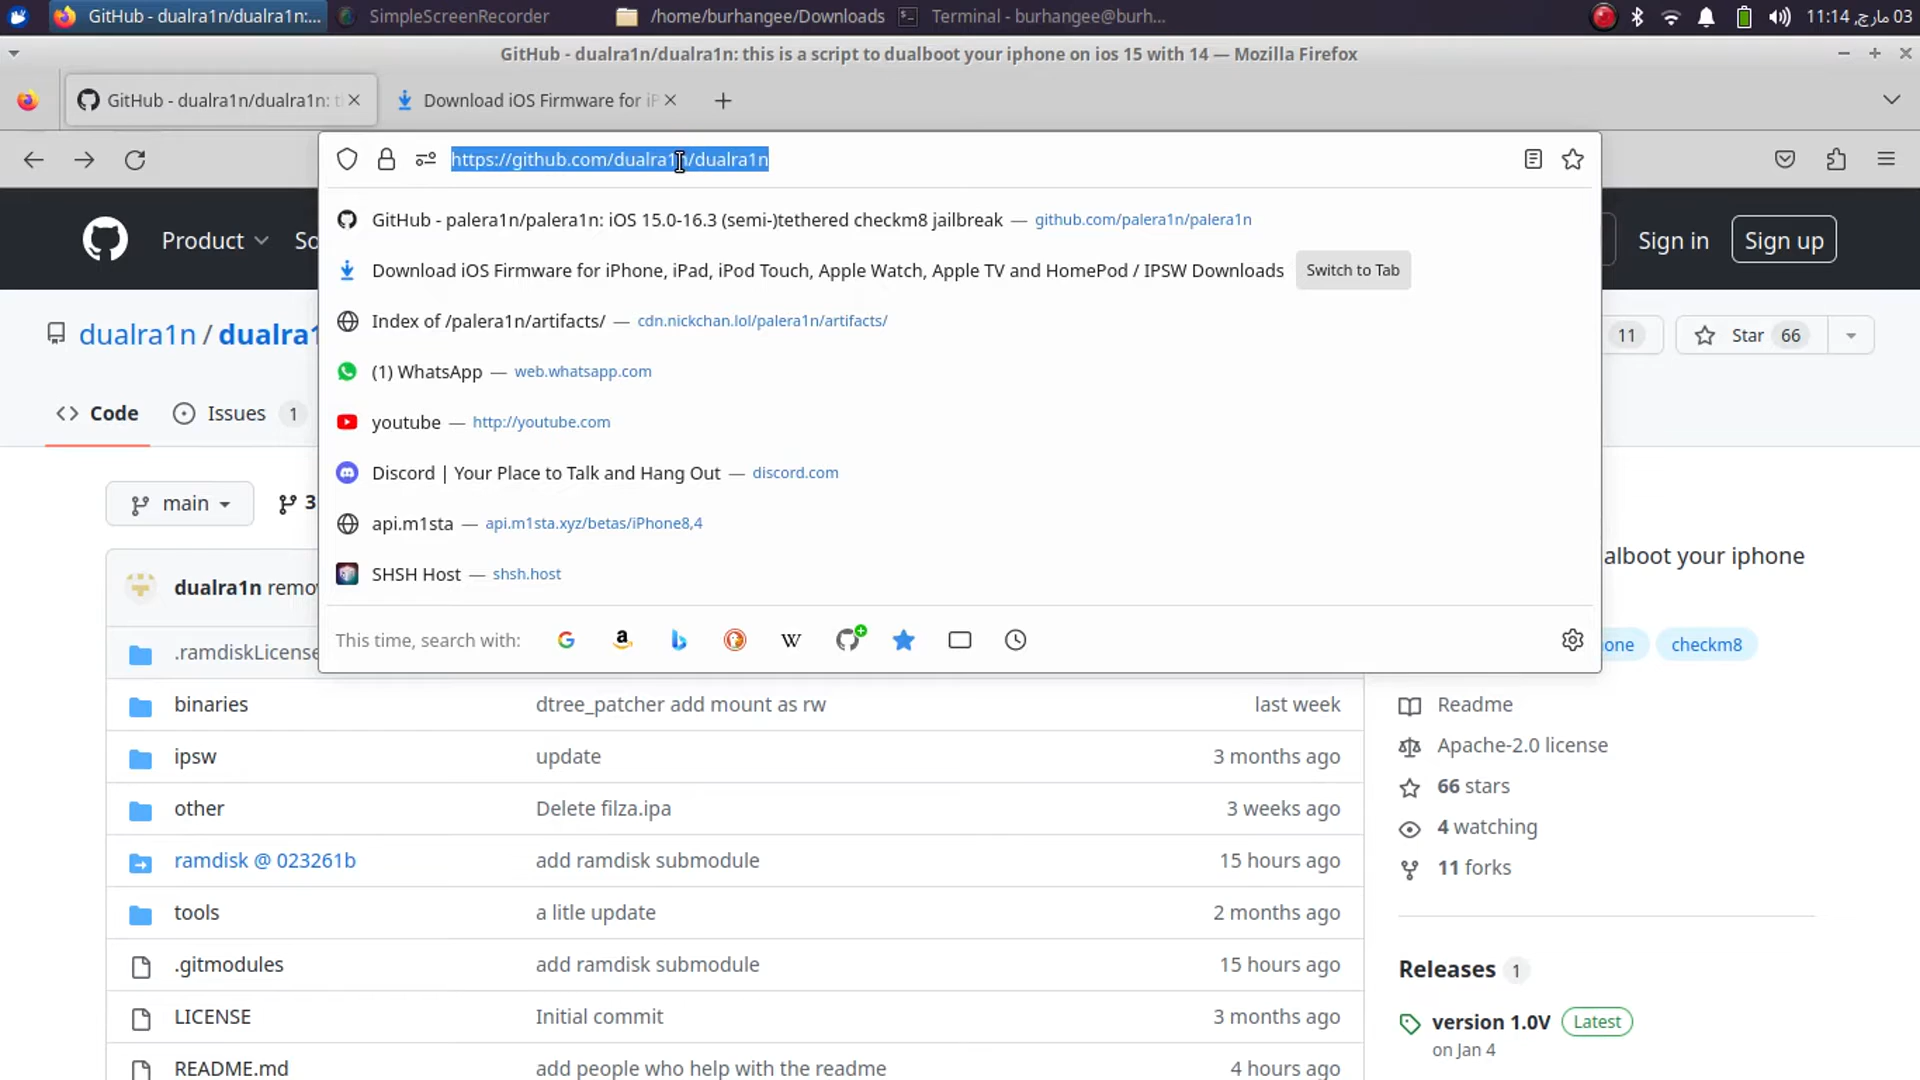 GitHub - dualra1n/dualra1n:...
SimpleScreenRecorder
/home/burhangee/Downloads
Terminal - burhangee@burh...
03 مارچ, 11:14
GitHub - dualra1n/dualra1n: this is a script to dualboot your iphone on ios 15 with 14 — Mozilla Firefox
GitHub - dualra1n/dualra1n: t
Download iOS Firmware for iP
https://github.com/dualra1n/dualra1n
GitHub - palera1n/palera1n: iOS 15.0-16.3 (semi-)tethered checkm8 jailbreak — github.com/palera1n/palera1n
Download iOS Firmware for iPhone, iPad, iPod Touch, Apple Watch, Apple TV and HomePod / IPSW Downloads Switch to Tab
Index of /palera1n/artifacts/ — cdn.nickchan.lol/palera1n/artifacts/
(1) WhatsApp — web.whatsapp.com
youtube — http://youtube.com
Discord | Your Place to Talk and Hang Out — discord.com
api.m1sta — api.m1sta.xyz/betas/iPhone8,4
SHSH Host — shsh.host
This time, search with:
Product So
Sign in Sign up
dualra1n / dualra1
11 Star 66
Code Issues 1
main 3
alboot your iphone
dualra1n remo
one checkm8
.ramdiskLicense
binaries dtree_patcher add mount as rw last week
ipsw update 3 months ago
other Delete filza.ipa 3 weeks ago
ramdisk @ 023261b add ramdisk submodule 15 hours ago
tools a litle update 2 months ago
.gitmodules add ramdisk submodule 15 hours ago
LICENSE Initial commit 3 months ago
README.md add people who help with the readme 4 hours ago
Readme
Apache-2.0 license
66 stars
4 watching
11 forks
Releases 1
version 1.0V Latest
on Jan 4